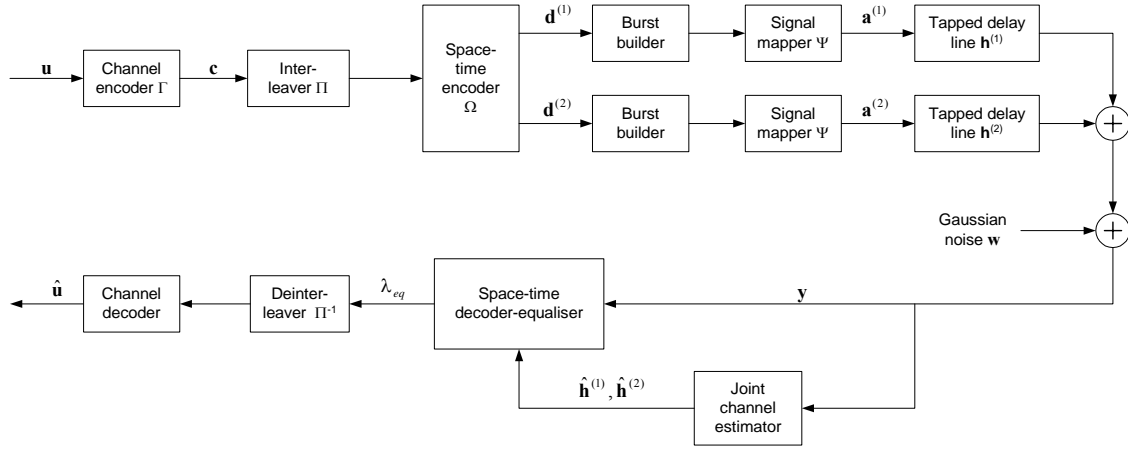 u
Channel
encoder Γ
c
Inter-
leaver Π
Space-
time
encoder
Ω
d⁽¹⁾
Burst
builder
Signal
mapper Ψ
a⁽¹⁾
Tapped delay
line h⁽¹⁾
d⁽²⁾
Burst
builder
Signal
mapper Ψ
a⁽²⁾
Tapped delay
line h⁽²⁾
+
Gaussian
noise w
+
û
Channel
decoder
Deinter-
leaver Π⁻¹
λ_eq
Space-time
decoder-equaliser
y
ĥ⁽¹⁾, ĥ⁽²⁾
Joint
channel
estimator